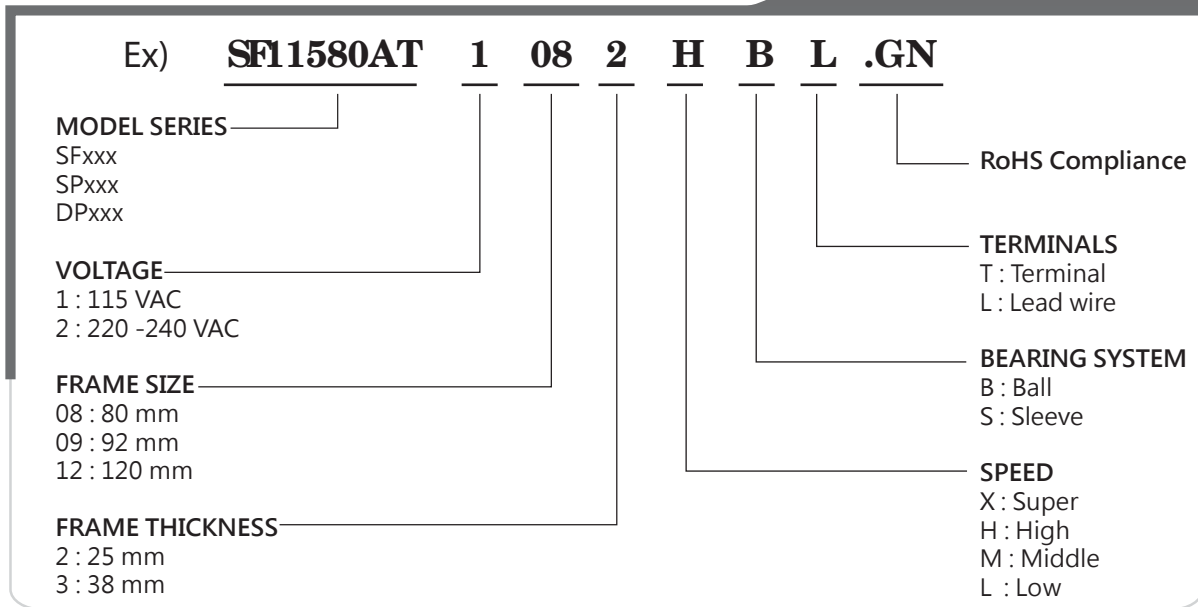 Ex) SF11580AT 1 08 2 H B L .GN
MODEL SERIES
SFxxx
SPxxx
DPxxx
VOLTAGE
1 : 115 VAC
2 : 220 -240 VAC
FRAME SIZE
08 : 80 mm
09 : 92 mm
12 : 120 mm
FRAME THICKNESS
2 : 25 mm
3 : 38 mm
RoHS Compliance
TERMINALS
T : Terminal
L : Lead wire
BEARING SYSTEM
B : Ball
S : Sleeve
SPEED
X : Super
H : High
M : Middle
L : Low